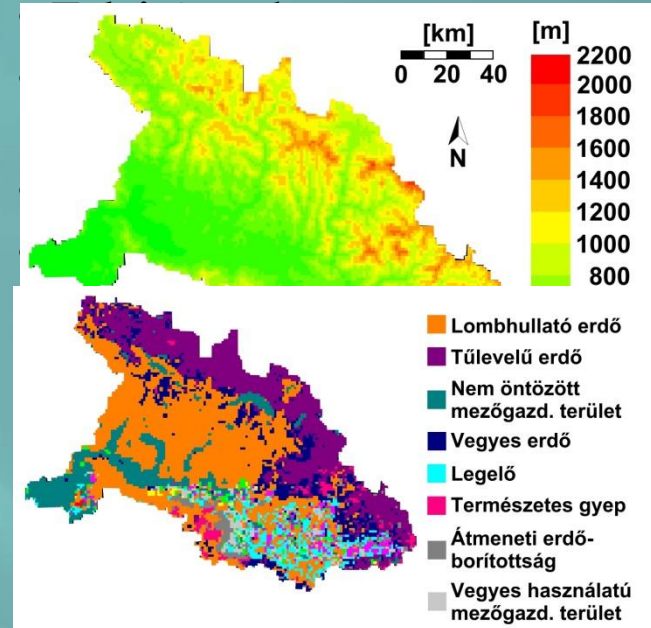 [km]
0 20 40
N
[m]
2200
2000
1800
1600
1400
1200
1000
800
Lombhullató erdő
Tűlevelű erdő
Nem öntözött
mezőgazd. terület
Vegyes erdő
Legelő
Természetes gyep
Átmeneti erdő-
borítottság
Vegyes használatú
mezőgazd. terület